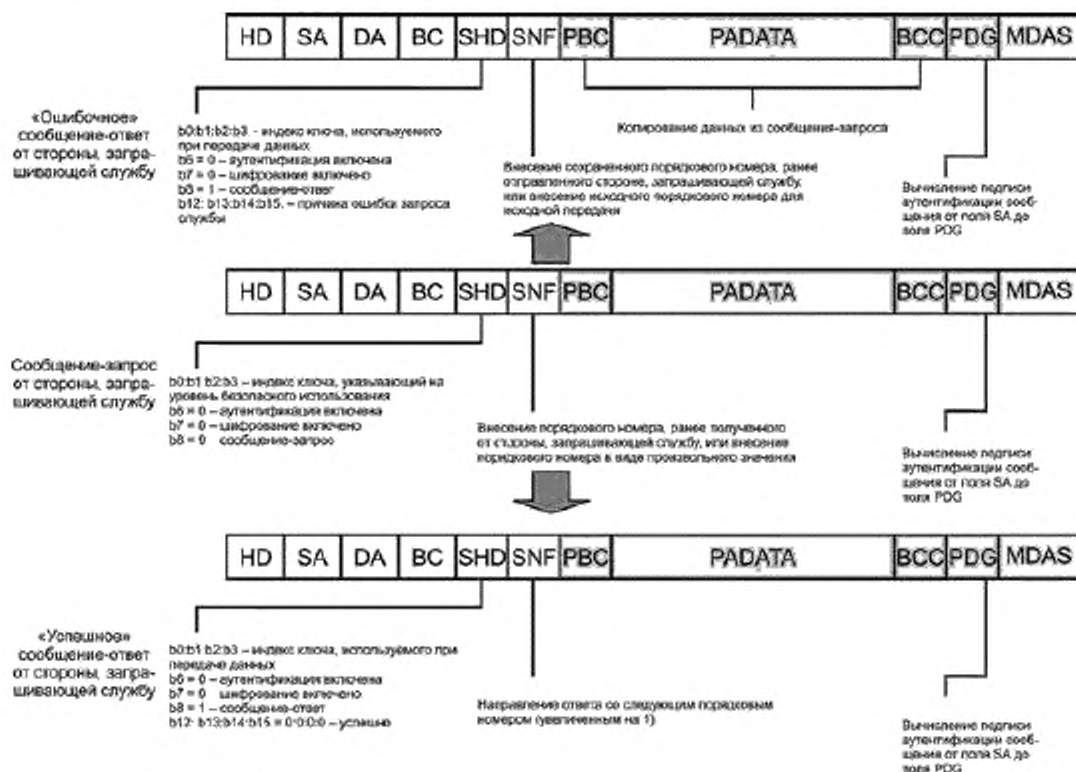 HD SA DA BC SHD SNF PBC PADATA BCC PDG MDAS
«Ошибочное»
сообщение-ответ
от стороны, запра-
шивающей службу
b0:b1:b2:b3 - индекс ключа, используемого
при передаче данных
b6 = 0 – аутентификация включена
b7 = 0 – шифрование включено
b8 = 1 – сообщение-ответ
b12: b13:b14:b15. – причина ошибки запроса
службы
Копирование данных из сообщения-запроса
Внесение сохраненного порядкового номера, ранее
отправленного стороне, запрашивающей службу,
или внесение исходного порядкового номера для
исходной передачи
Вычисление подписи
аутентификации сооб-
щения от поля SA до
поля PDG
HD SA DA BC SHD SNF PBC PADATA BCC PDG MDAS
Сообщение-запрос
от стороны, запра-
шивающей службу
b0:b1 b2:b3 – индекс ключа, указывающий на
уровень безопасного использования
b6 = 0 – аутентификация включена
b7 = 0 – шифрование включено
b8 = 0 сообщение-запрос
Внесение порядкового номера, ранее полученного
от стороны, запрашивающей службу, или внесение
порядкового номера в виде произвольного значения
Вычисление подписи
аутентификации сооб-
щения от поля SA до
поля PDG
HD SA DA BC SHD SNF PBC PADATA BCC PDG MDAS
«Успешное»
сообщение-ответ
от стороны, запра-
шивающей службу
b0:b1 b2:b3 – индекс ключа, используемого при
передаче данных
b6 = 0 – аутентификация включена
b7 = 0 шифрование включено
b8 = 1 – сообщение-ответ
b12: b13:b14:b15 = 0:0:0:0 – успешно
Направление ответа со следующим порядковым
номером (увеличенным на 1)
Вычисление подписи
аутентификации сооб-
щения от поля SA до
поля PDG